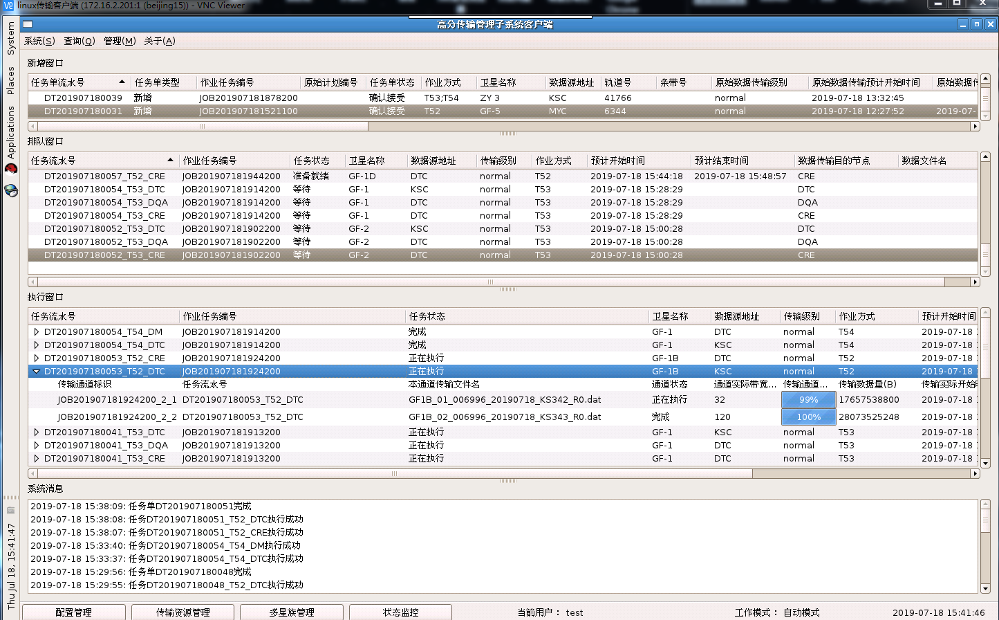 linux传输客户端 (172.16.2.201:1 (beijing15)) - VNC Viewer
高分传输管理子系统客户端
系统(S) 查询(Q) 管理(M) 关于(A)
新增窗口
任务单流水号 任务单类型 作业任务编号 原始计划编号 任务单状态 作业方式 卫星名称 数据源地址 轨道号 条带号 原始数据传输级别 原始数据传输预计开始时间 原始数据传
DT201907180039 新增 JOB201907181878200 确认接受 T53;T54 ZY 3 KSC 41766 normal 2019-07-18 13:32:45
DT201907180031 新增 JOB201907181521100 确认接受 T52 GF-5 MYC 6344 normal 2019-07-18 12:27:52 2019-07-
排队窗口
任务流水号 作业任务编号 任务状态 卫星名称 数据源地址 传输级别 作业方式 预计开始时间 预计结束时间 数据传输目的节点 数据文件名
DT201907180057_T52_CRE JOB201907181944200 准备就绪 GF-1D DTC normal T52 2019-07-18 15:44:18 2019-07-18 15:48:57 CRE
DT201907180054_T53_DTC JOB201907181914200 等待 GF-1 KSC normal T53 2019-07-18 15:28:29 DTC
DT201907180054_T53_DQA JOB201907181914200 等待 GF-1 DTC normal T53 2019-07-18 15:28:29 DQA
DT201907180054_T53_CRE JOB201907181914200 等待 GF-1 DTC normal T53 2019-07-18 15:28:29 CRE
DT201907180052_T53_DTC JOB201907181902200 等待 GF-2 KSC normal T53 2019-07-18 15:00:28 DTC
DT201907180052_T53_DQA JOB201907181902200 等待 GF-2 DTC normal T53 2019-07-18 15:00:28 DQA
DT201907180052_T53_CRE JOB201907181902200 等待 GF-2 DTC normal T53 2019-07-18 15:00:28 CRE
执行窗口
任务流水号 作业任务编号 任务状态 卫星名称 数据源地址 传输级别 作业方式 预计开始时间
DT201907180054_T54_DM JOB201907181914200 完成 GF-1 DTC normal T54 2019-07-18
DT201907180054_T54_DTC JOB201907181914200 完成 GF-1 KSC normal T54 2019-07-18
DT201907180053_T52_CRE JOB201907181924200 正在执行 GF-1B DTC normal T52 2019-07-18
DT201907180053_T52_DTC JOB201907181924200 正在执行 GF-1B KSC normal T52 2019-07-18
传输通道标识 任务流水号 本通道传输文件名 通道状态 通道实际带宽... 传输通道... 传输数据量(B) 传输实际开始时
JOB201907181924200_2_1 DT201907180053_T52_DTC GF1B_01_006996_20190718_KS342_R0.dat 正在执行 32 99% 17657538800 2019-07-18
JOB201907181924200_2_2 DT201907180053_T52_DTC GF1B_02_006996_20190718_KS343_R0.dat 完成 120 100% 28073525248 2019-07-18
DT201907180041_T53_DTC JOB201907181913200 正在执行 GF-1 KSC normal T53 2019-07-18
DT201907180041_T53_DQA JOB201907181913200 正在执行 GF-1 DTC normal T53 2019-07-18
DT201907180041_T53_CRE JOB201907181913200 正在执行 GF-1 DTC normal T53 2019-07-18
系统消息
2019-07-18 15:38:09: 任务单DT201907180051完成
2019-07-18 15:38:08: 任务DT201907180051_T52_DTC执行成功
2019-07-18 15:38:07: 任务DT201907180051_T52_CRE执行成功
2019-07-18 15:33:40: 任务DT201907180054_T54_DM执行成功
2019-07-18 15:33:37: 任务DT201907180054_T54_DTC执行成功
2019-07-18 15:29:56: 任务单DT201907180048完成
2019-07-18 15:29:55: 任务DT201907180048_T52_DTC执行成功
配置管理 传输资源管理 多星族管理 状态监控 当前用户： test 工作模式： 自动模式 2019-07-18 15:41:46
System
Places
Applications
Thu Jul 18, 15:41:47